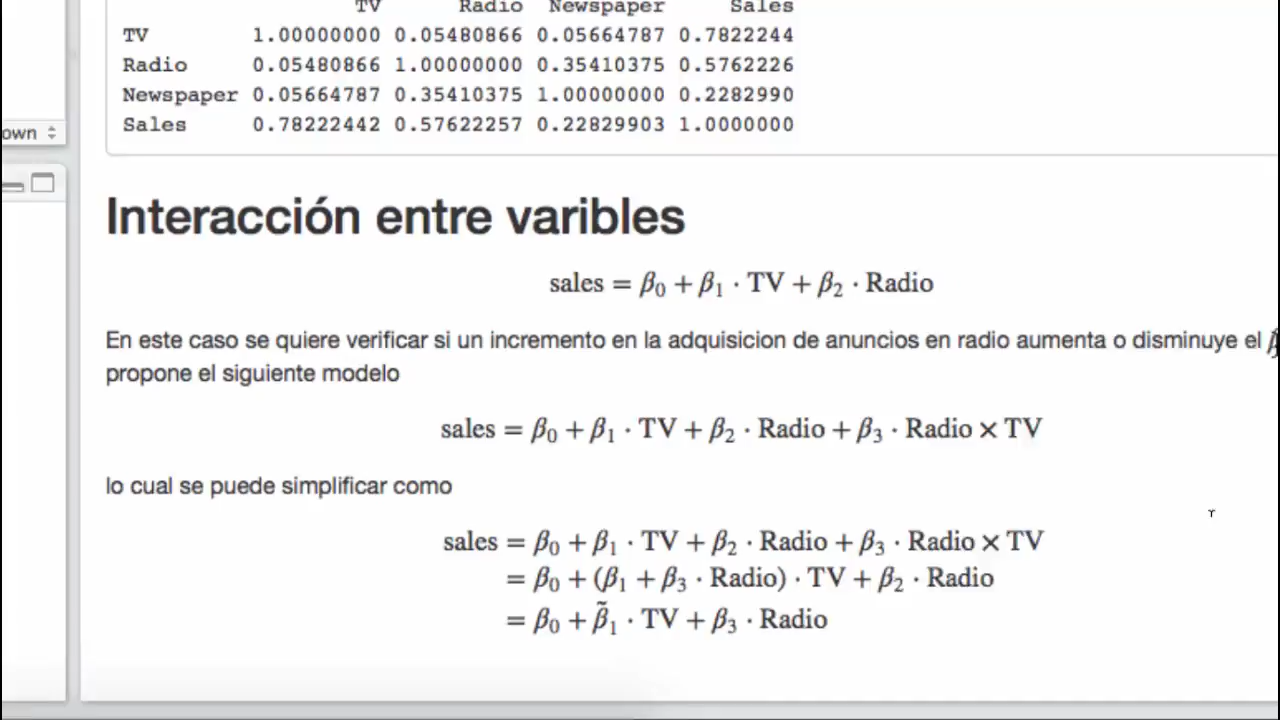 TV Radio Newspaper Sales
TV 1.00000000 0.05480866 0.05664787 0.7822244
Radio 0.05480866 1.00000000 0.35410375 0.5762226
Newspaper 0.05664787 0.35410375 1.00000000 0.2282990
Sales 0.78222442 0.57622257 0.22829903 1.0000000
own
Interacción entre varibles
sales = β₀ + β₁ · TV + β₂ · Radio
En este caso se quiere verificar si un incremento en la adquisicion de anuncios en radio aumenta o disminuye el
propone el siguiente modelo
sales = β₀ + β₁ · TV + β₂ · Radio + β₃ · Radio × TV
lo cual se puede simplificar como
sales = β₀ + β₁ · TV + β₂ · Radio + β₃ · Radio × TV
= β₀ + (β₁ + β₃ · Radio) · TV + β₂ · Radio
= β₀ + β̃₁ · TV + β₃ · Radio